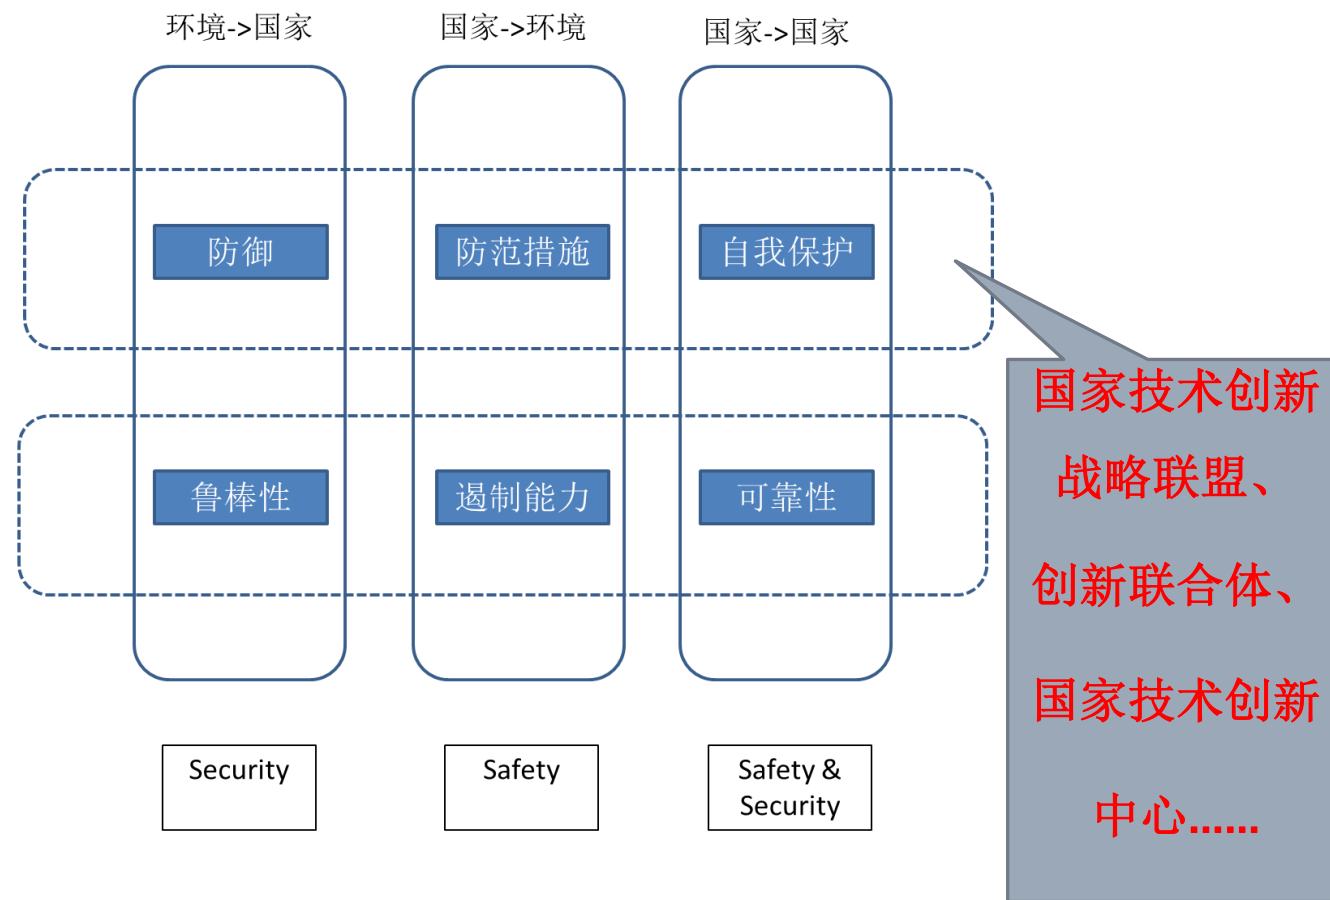 环境->国家
国家->环境
国家->国家
防御
防范措施
自我保护
鲁棒性
遏制能力
可靠性
Security
Safety
Safety &
Security
国家技术创新
战略联盟、
创新联合体、
国家技术创新
中心......